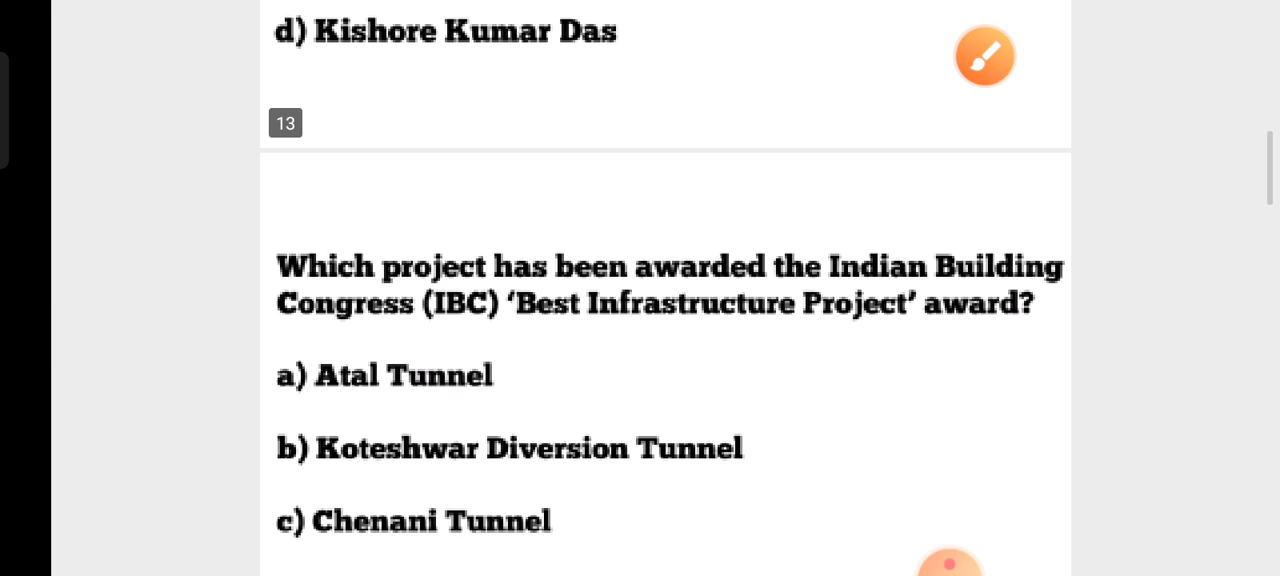 d) Kishore Kumar Das
13
Which project has been awarded the Indian Building
Congress (IBC) ‘Best Infrastructure Project’ award?
a) Atal Tunnel
b) Koteshwar Diversion Tunnel
c) Chenani Tunnel